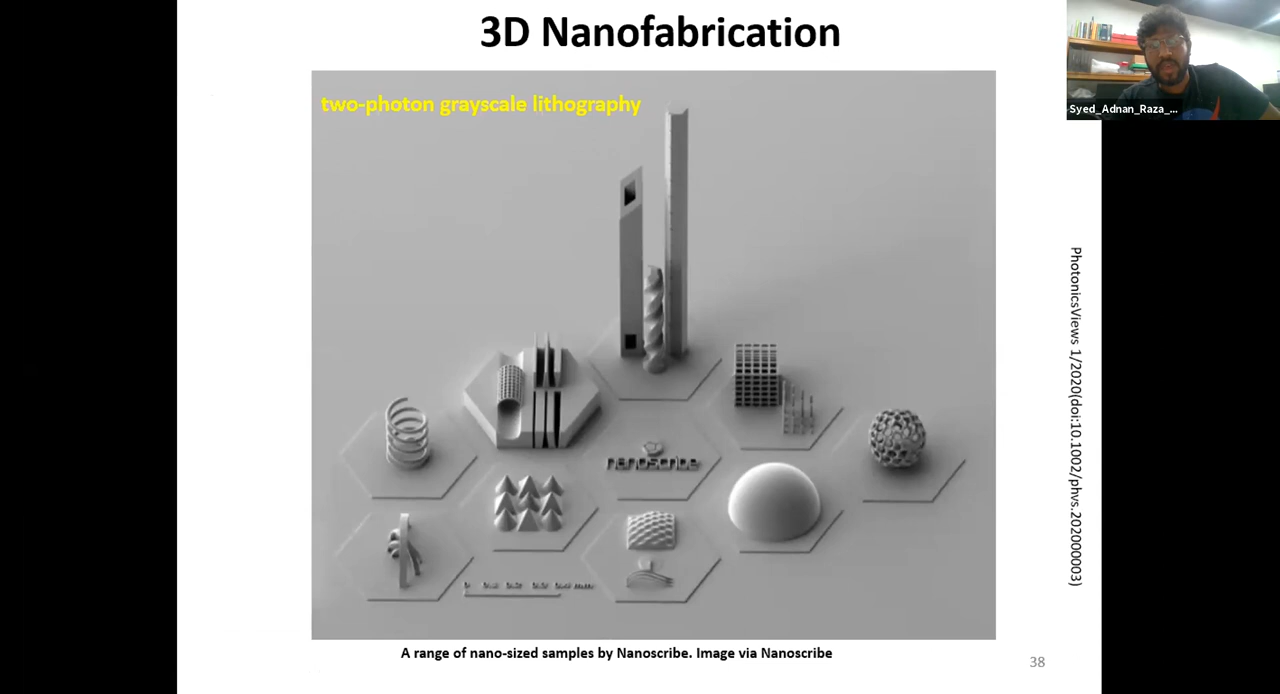 3D Nanofabrication
two-photon grayscale lithography
Syed_Adnan_Raza_...
PhotonicsViews 1/2020(doi:10.1002/phvs.202000003)
nanoscribe
A range of nano-sized samples by Nanoscribe. Image via Nanoscribe
38